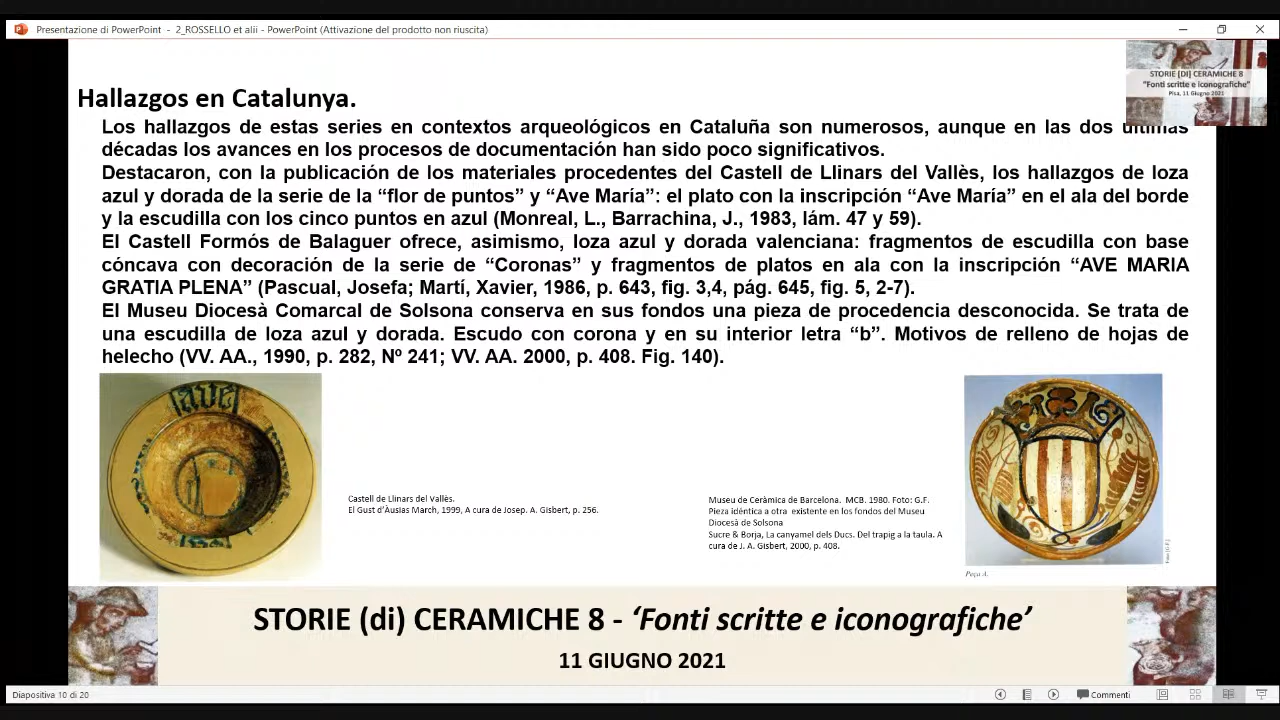 Presentazione di PowerPoint - 2_ROSSELLO et alii - PowerPoint (Attivazione del prodotto non riuscita)
STORIE [DI] CERAMICHE 8
"Fonti scritte e iconografiche"
Pisa, 11 Giugno 2021
Hallazgos en Catalunya.
Los hallazgos de estas series en contextos arqueológicos en Cataluña son numerosos, aunque en las dos últimas
décadas los avances en los procesos de documentación han sido poco significativos.
Destacaron, con la publicación de los materiales procedentes del Castell de Llinars del Vallès, los hallazgos de loza
azul y dorada de la serie de la “flor de puntos” y “Ave María”: el plato con la inscripción “Ave María” en el ala del borde
y la escudilla con los cinco puntos en azul (Monreal, L., Barrachina, J., 1983, lám. 47 y 59).
El Castell Formós de Balaguer ofrece, asimismo, loza azul y dorada valenciana: fragmentos de escudilla con base
cóncava con decoración de la serie de “Coronas” y fragmentos de platos en ala con la inscripción “AVE MARIA
GRATIA PLENA” (Pascual, Josefa; Martí, Xavier, 1986, p. 643, fig. 3,4, pág. 645, fig. 5, 2-7).
El Museu Diocesà Comarcal de Solsona conserva en sus fondos una pieza de procedencia desconocida. Se trata de
una escudilla de loza azul y dorada. Escudo con corona y en su interior letra “b”. Motivos de relleno de hojas de
helecho (VV. AA., 1990, p. 282, Nº 241; VV. AA. 2000, p. 408. Fig. 140).
ave
Castell de Llinars del Vallès.
El Gust d'Àusias March, 1999, A cura de Josep. A. Gisbert, p. 256.
Museu de Ceràmica de Barcelona. MCB. 1980. Foto: G.F.
Pieza idéntica a otra existente en los fondos del Museu
Diocesà de Solsona
Sucre & Borja, La canyamel dels Ducs. Del trapig a la taula. A
cura de J. A. Gisbert, 2000, p. 408.
Peça A.
STORIE (di) CERAMICHE 8 - ‘Fonti scritte e iconografiche’
11 GIUGNO 2021
Diapositiva 10 di 20
Commenti